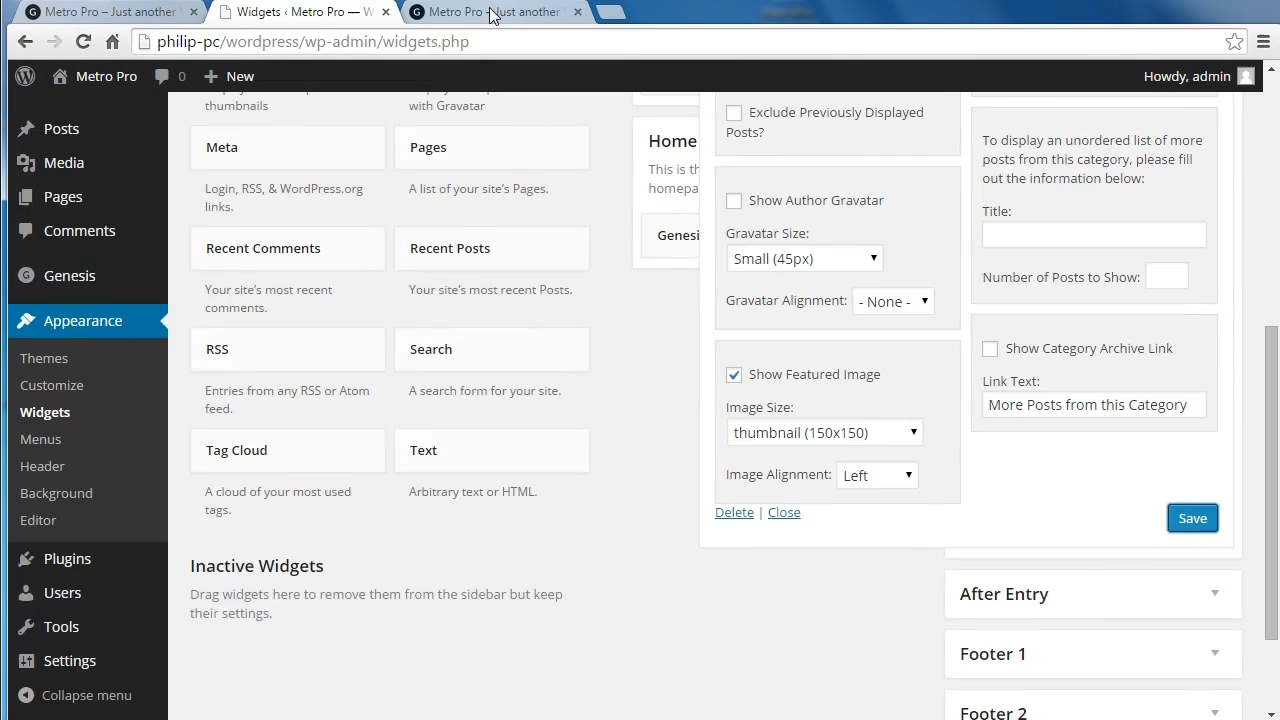 Metro Pro – Just another
Widgets ‹ Metro Pro — W
Metro Pro – Just another
philip-pc/wordpress/wp-admin/widgets.php
Metro Pro
0
New
Howdy, admin
Posts
Media
Pages
Comments
Genesis
Appearance
Themes
Customize
Widgets
Menus
Header
Background
Editor
Plugins
Users
Tools
Settings
Collapse menu
thumbnails
with Gravatar
Meta
Pages
Login, RSS, & WordPress.org
links.
A list of your site's Pages.
Recent Comments
Recent Posts
Your site's most recent
comments.
Your site's most recent Posts.
RSS
Search
Entries from any RSS or Atom
feed.
A search form for your site.
Tag Cloud
Text
A cloud of your most used
tags.
Arbitrary text or HTML.
Inactive Widgets
Drag widgets here to remove them from the sidebar but keep
their settings.
Home
This is th
homepa
Genesi
Exclude Previously Displayed
Posts?
Show Author Gravatar
Gravatar Size:
Small (45px)
Gravatar Alignment:
- None -
Show Featured Image
Image Size:
thumbnail (150x150)
Image Alignment:
Left
Delete | Close
To display an unordered list of more
posts from this category, please fill
out the information below:
Title:
Number of Posts to Show:
Show Category Archive Link
Link Text:
More Posts from this Category
Save
After Entry
Footer 1
Footer 2